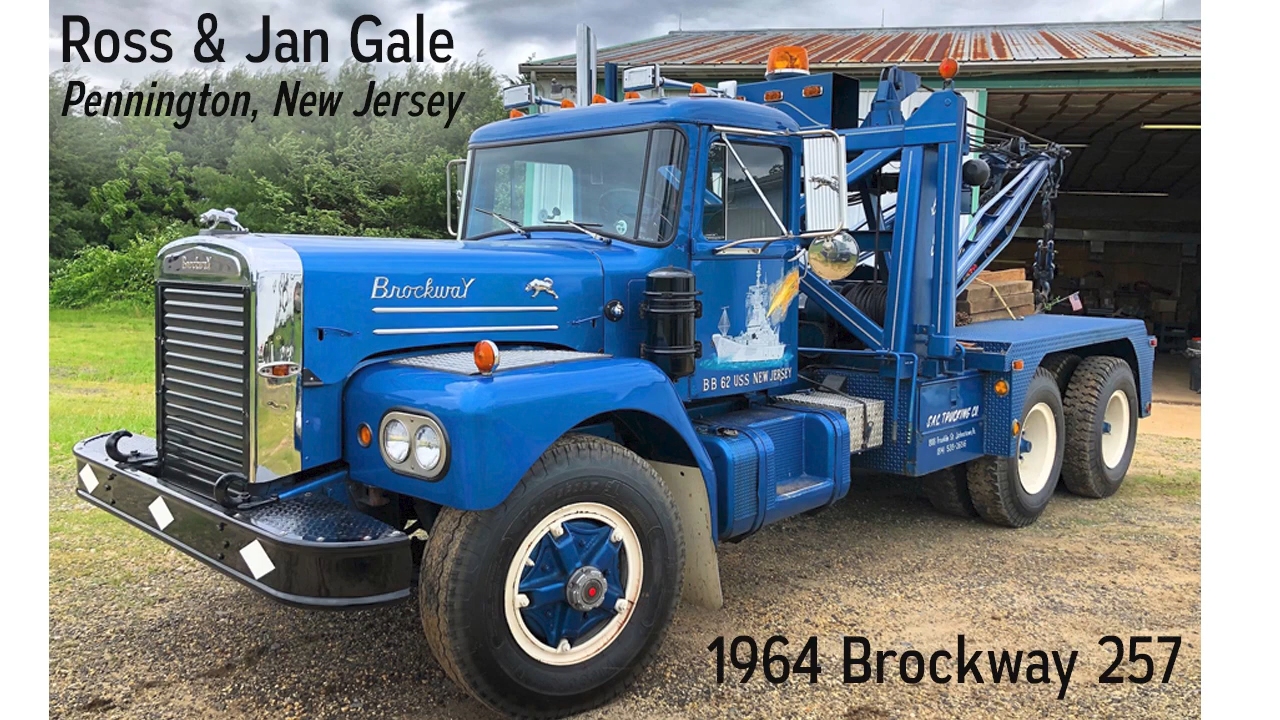 Ross & Jan Gale
Pennington, New Jersey
Brockway
Brockway
BB 62 USS NEW JERSEY
TRUCKING CO
1964 Brockway 257